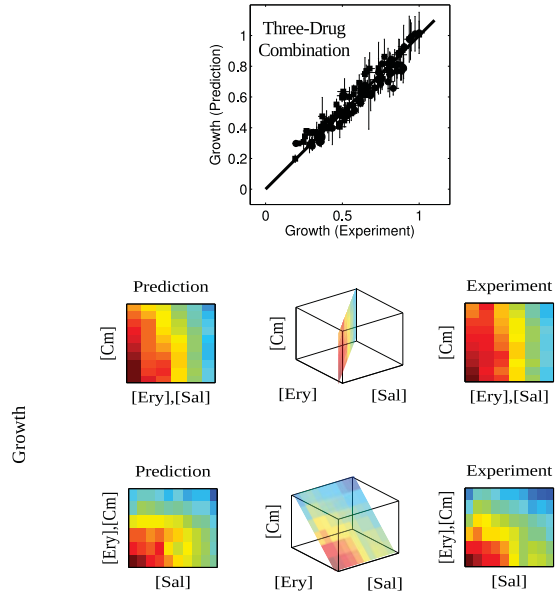 Three-Drug
Combination
Growth (Prediction)
1
0.8
0.6
0.4
0.2
0
0
0.5
1
Growth (Experiment)
Prediction
Experiment
[Cm]
[Ery],[Sal]
[Cm]
[Ery]
[Sal]
[Cm]
[Ery],[Sal]
Growth
Prediction
Experiment
[Ery],[Cm]
[Sal]
[Cm]
[Ery]
[Sal]
[Ery],[Cm]
[Sal]